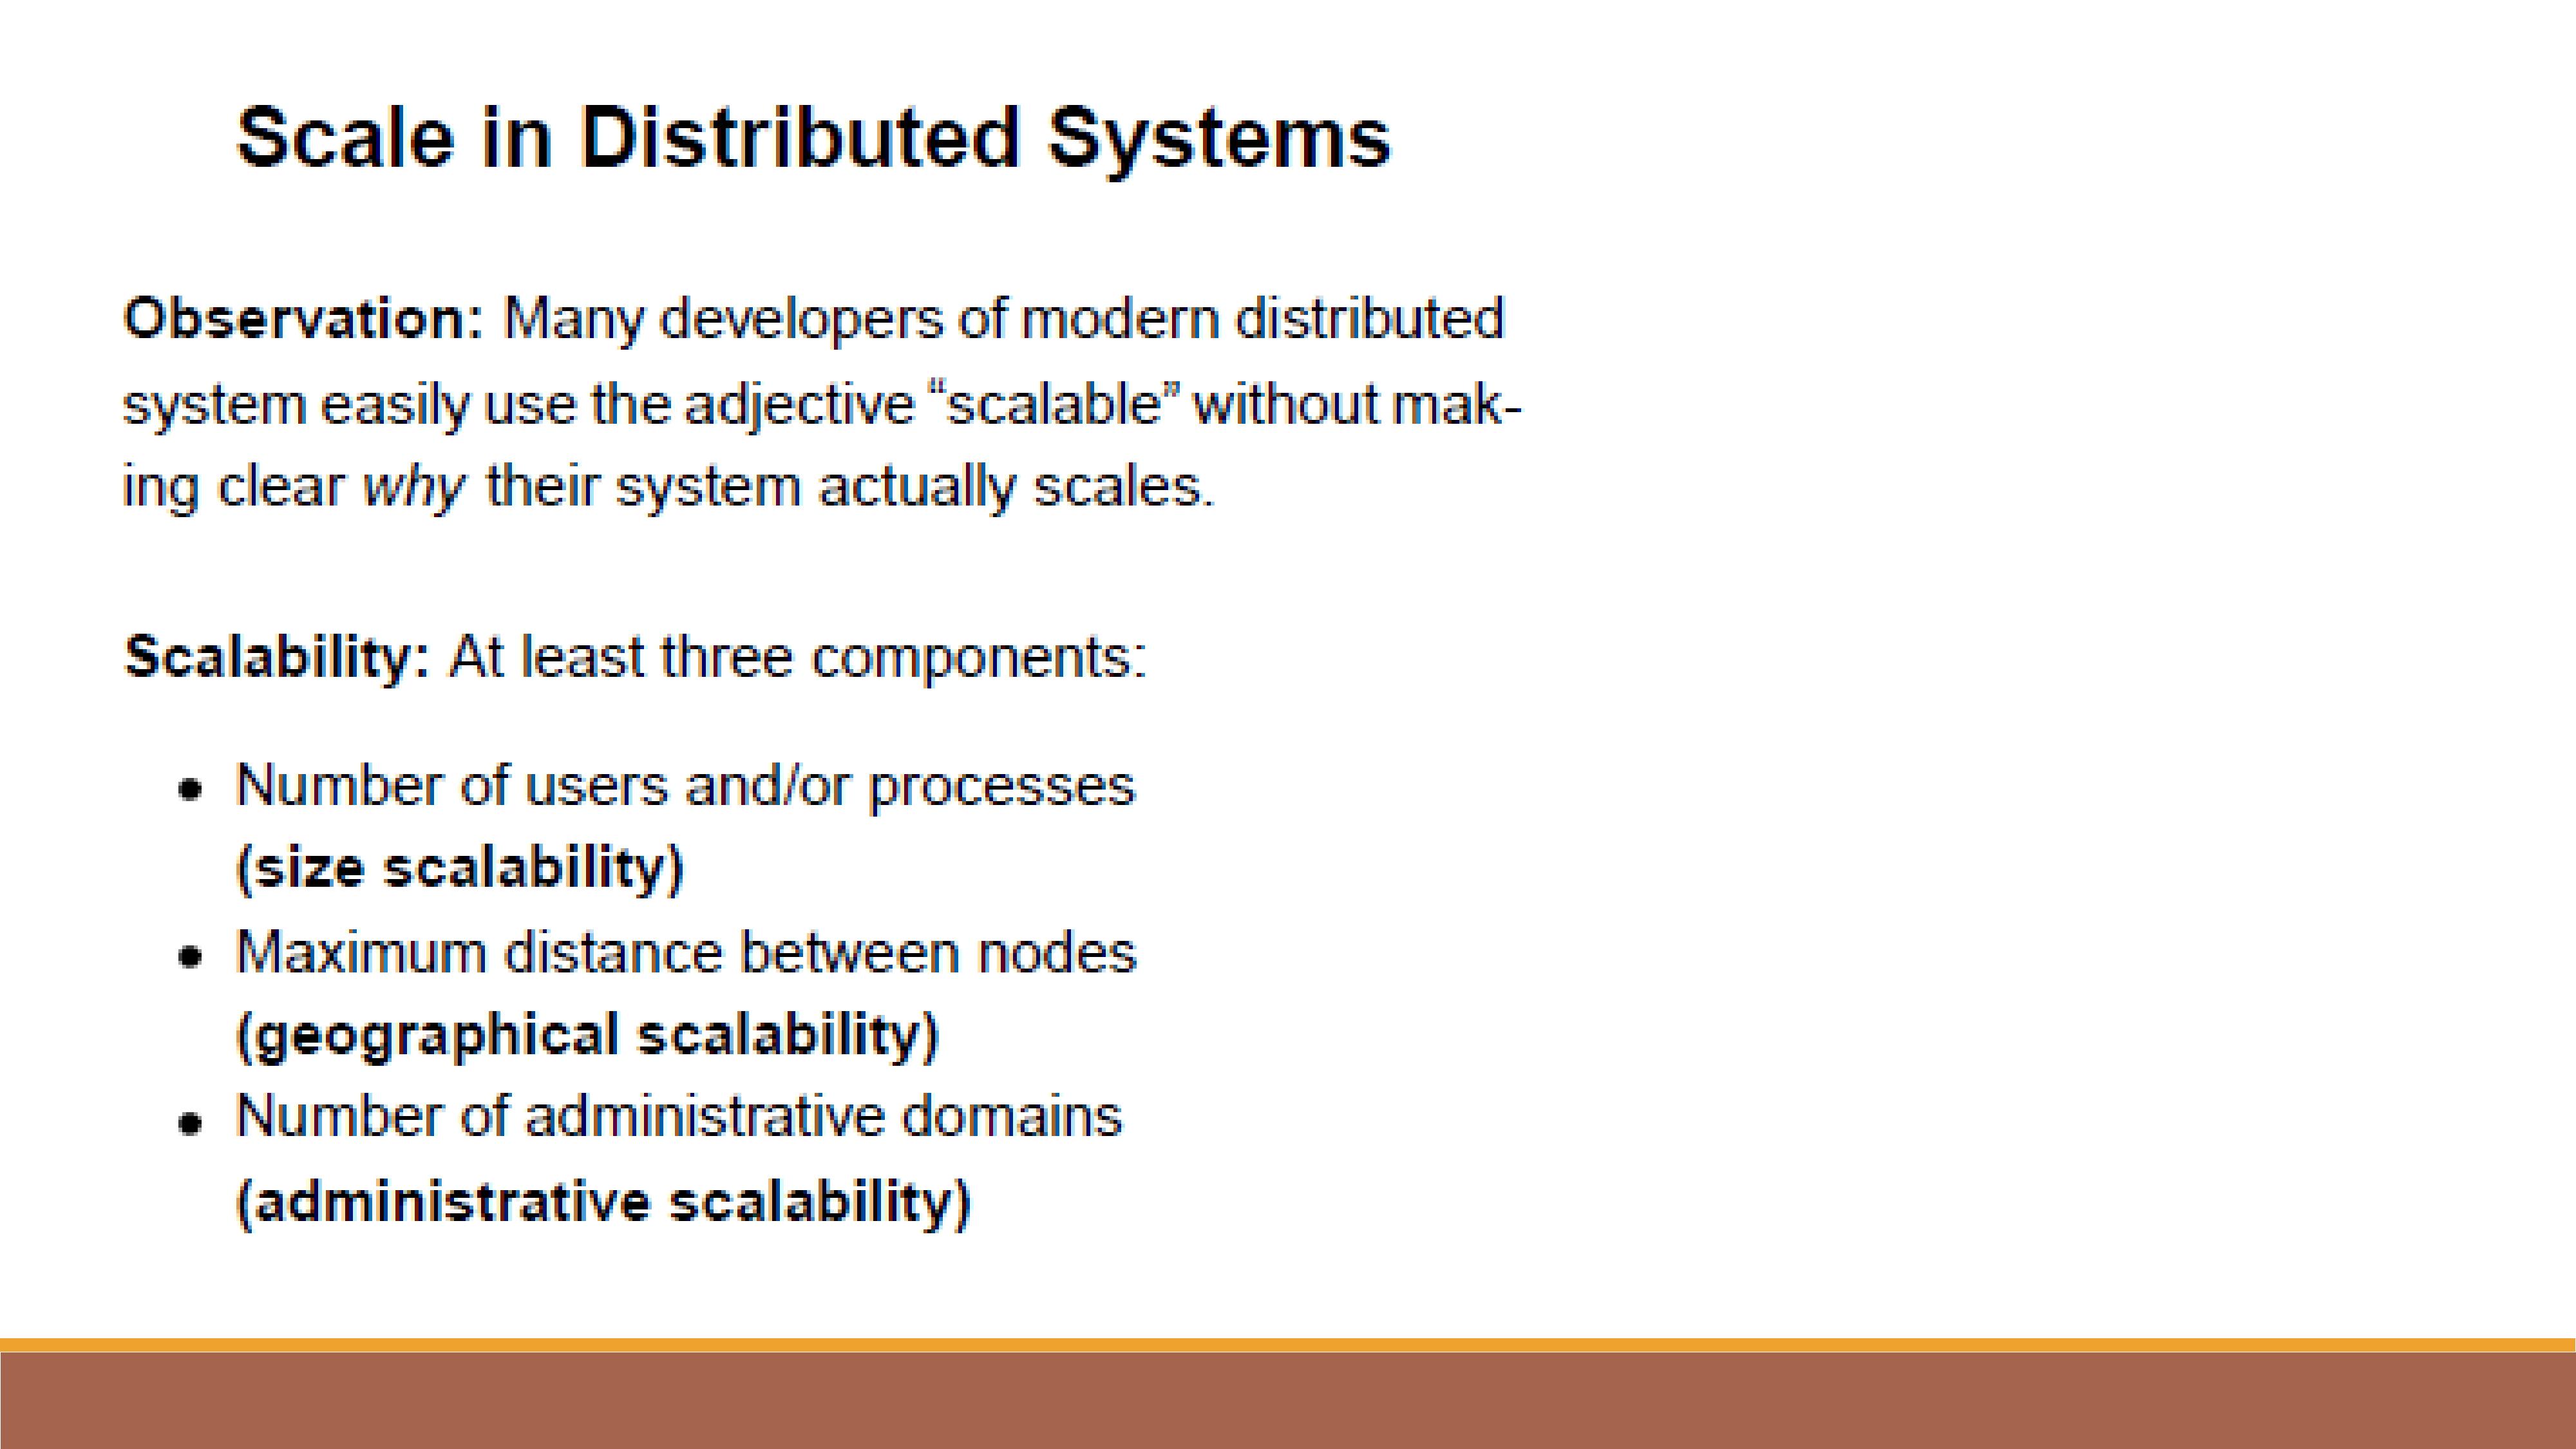 Scale in Distributed Systems
Observation: Many developers of modern distributed
system easily use the adjective “scalable” without mak-
ing clear why their system actually scales.
Scalability: At least three components:
• Number of users and/or processes
(size scalability)
• Maximum distance between nodes
(geographical scalability)
• Number of administrative domains
(administrative scalability)